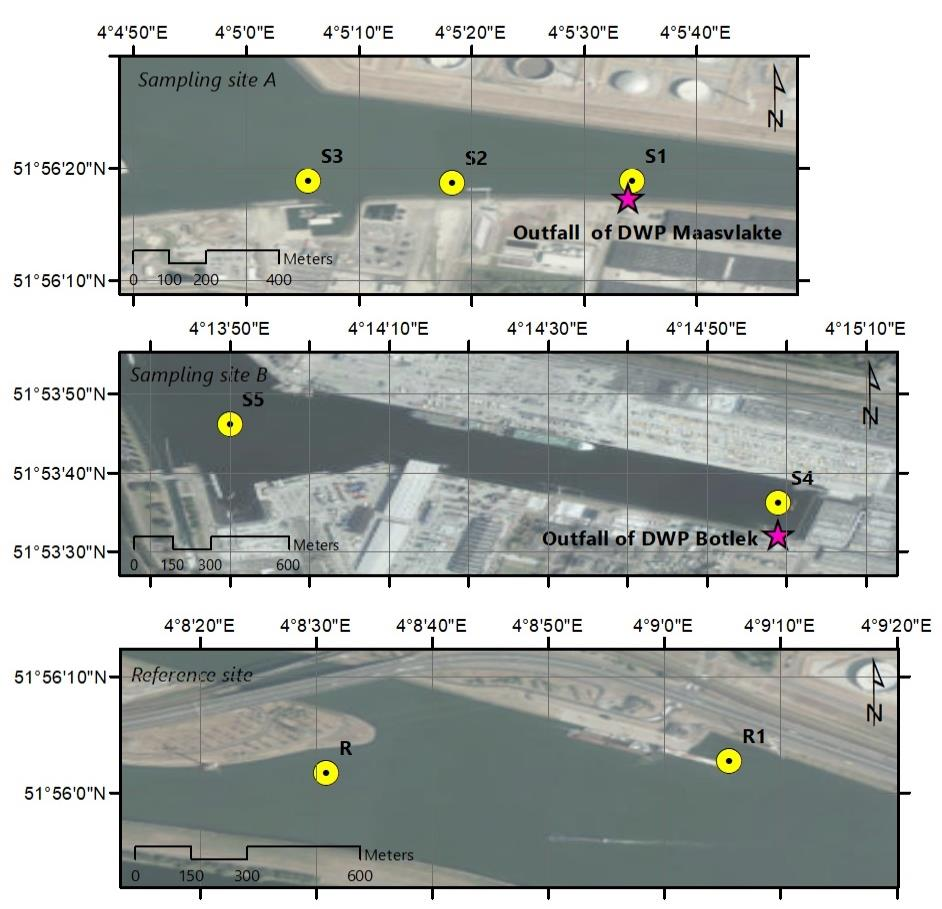 4°4'50"E 4°5'0"E 4°5'10"E 4°5'20"E 4°5'30"E 4°5'40"E
Sampling site A
N
S3 S2 S1
51°56'20"N
Outfall of DWP Maasvlakte
Meters
51°56'10"N
0 100 200 400
4°13'50"E 4°14'10"E 4°14'30"E 4°14'50"E 4°15'10"E
Sampling site B
51°53'50"N
S5
N
51°53'40"N
S4
Outfall of DWP Botlek
Meters
51°53'30"N
0 150 300 600
4°8'20"E 4°8'30"E 4°8'40"E 4°8'50"E 4°9'0"E 4°9'10"E 4°9'20"E
51°56'10"N
Reference site
N
R R1
51°56'0"N
Meters
0 150 300 600